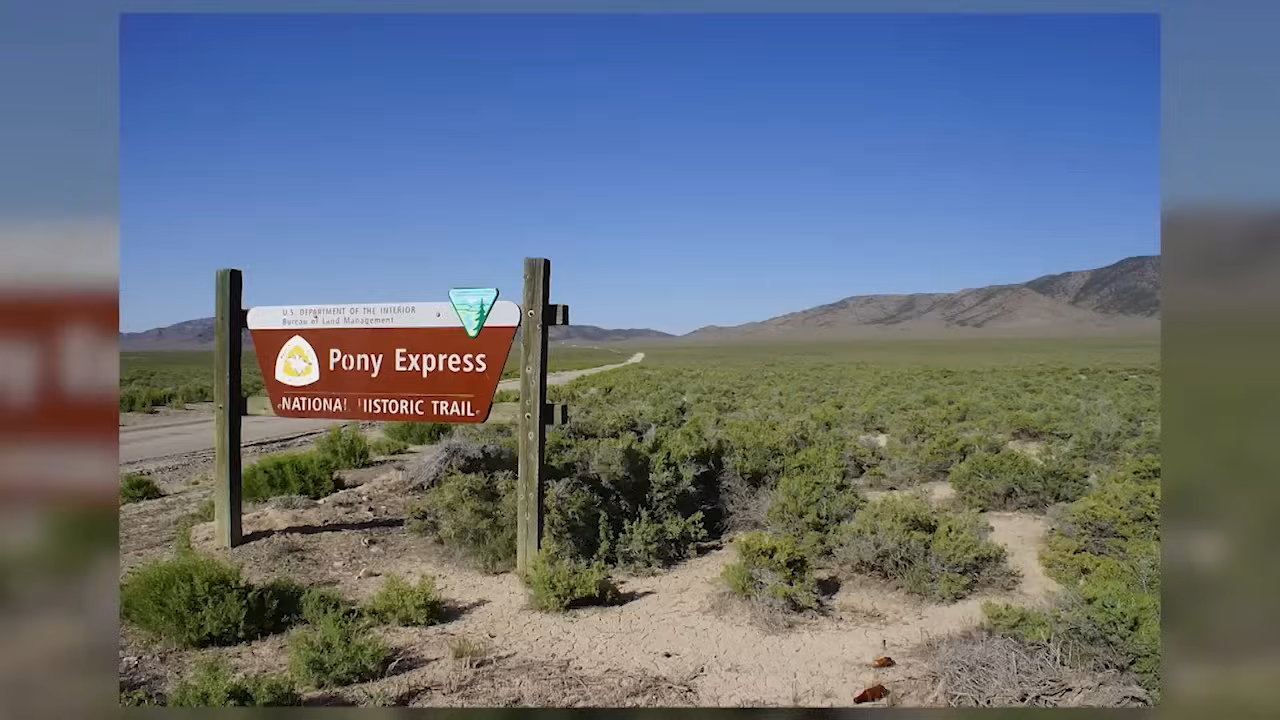 U.S. DEPARTMENT OF THE INTERIOR
Bureau of Land Management
Pony Express
NATIONAL HISTORIC TRAIL